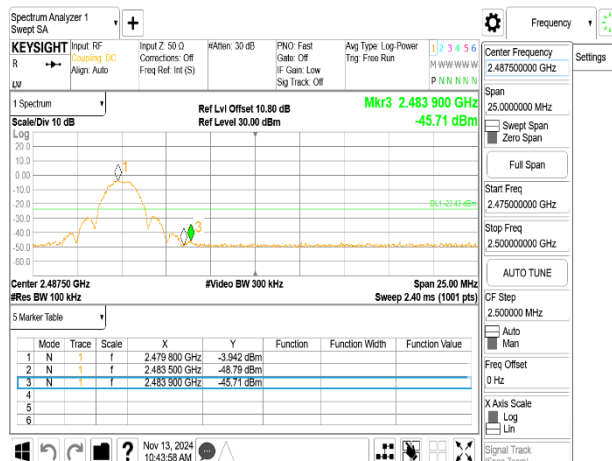 Spectrum Analyzer 1
Swept SA
Frequency
KEYSIGHT
R
Input: RF
Coupling: DC
Align: Auto
Input Z: 50 Ω
Corrections: Off
Freq Ref: Int (S)
#Atten: 30 dB
PNO: Fast
Gate: Off
IF Gain: Low
Sig Track: Off
Avg Type: Log-Power
Trig: Free Run
1 2 3 4 5 6
M W W W W W
P N N N N N
1 Spectrum
Scale/Div 10 dB
Log
Ref Lvl Offset 10.80 dB
Ref Level 30.00 dBm
Mkr3 2.483 900 GHz
-45.71 dBm
20.0
10.0
0.00
-10.0
-20.0
-30.0
-40.0
-50.0
-60.0
1
3
DL1 -23.43 dBm
Center 2.48750 GHz
#Res BW 100 kHz
#Video BW 300 kHz
Span 25.00 MHz
Sweep 2.40 ms (1001 pts)
5 Marker Table
Mode Trace Scale X Y Function Function Width Function Value
1 N 1 f 2.479 800 GHz -3.942 dBm
2 N 1 f 2.483 500 GHz -48.79 dBm
3 N 1 f 2.483 900 GHz -45.71 dBm
4
5
6
?
Nov 13, 2024
10:43:58 AM
Center Frequency
2.487500000 GHz
Settings
Span
25.0000000 MHz
Swept Span
Zero Span
Full Span
Start Freq
2.475000000 GHz
Stop Freq
2.500000000 GHz
AUTO TUNE
CF Step
2.500000 MHz
Auto
Man
Freq Offset
0 Hz
X Axis Scale
Log
Lin
Signal Track